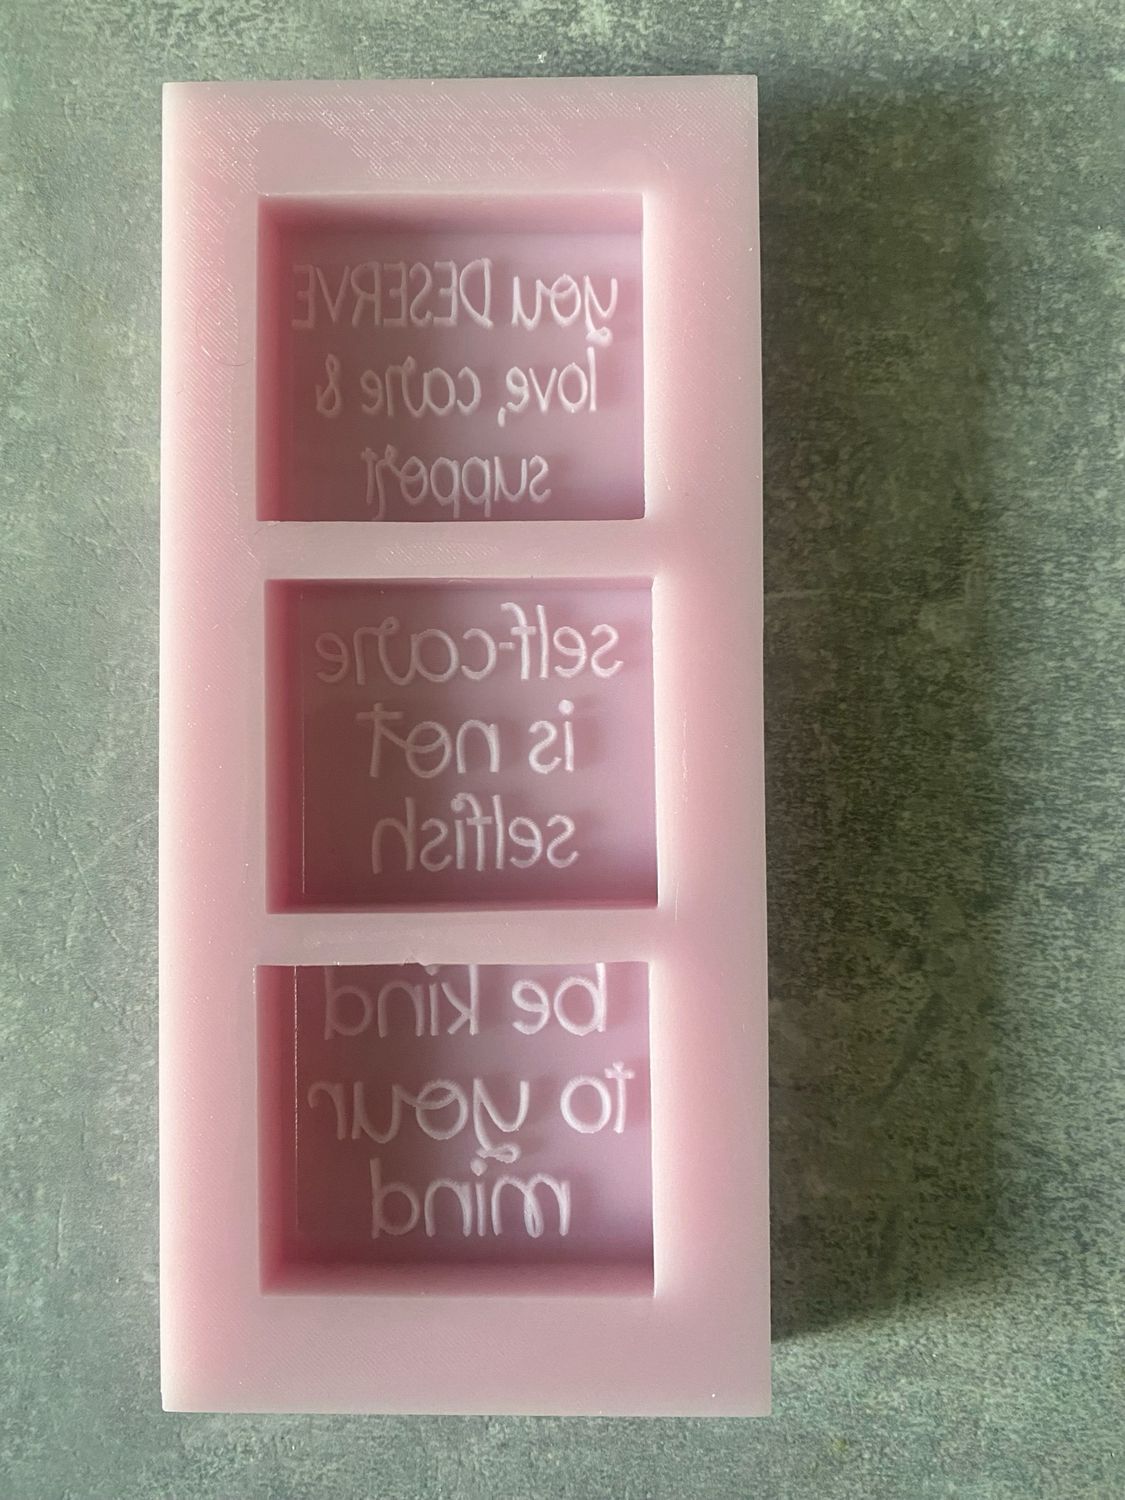 you DESERVE
love, care &
support
self-care
is not
selfish
be kind
to your
mind